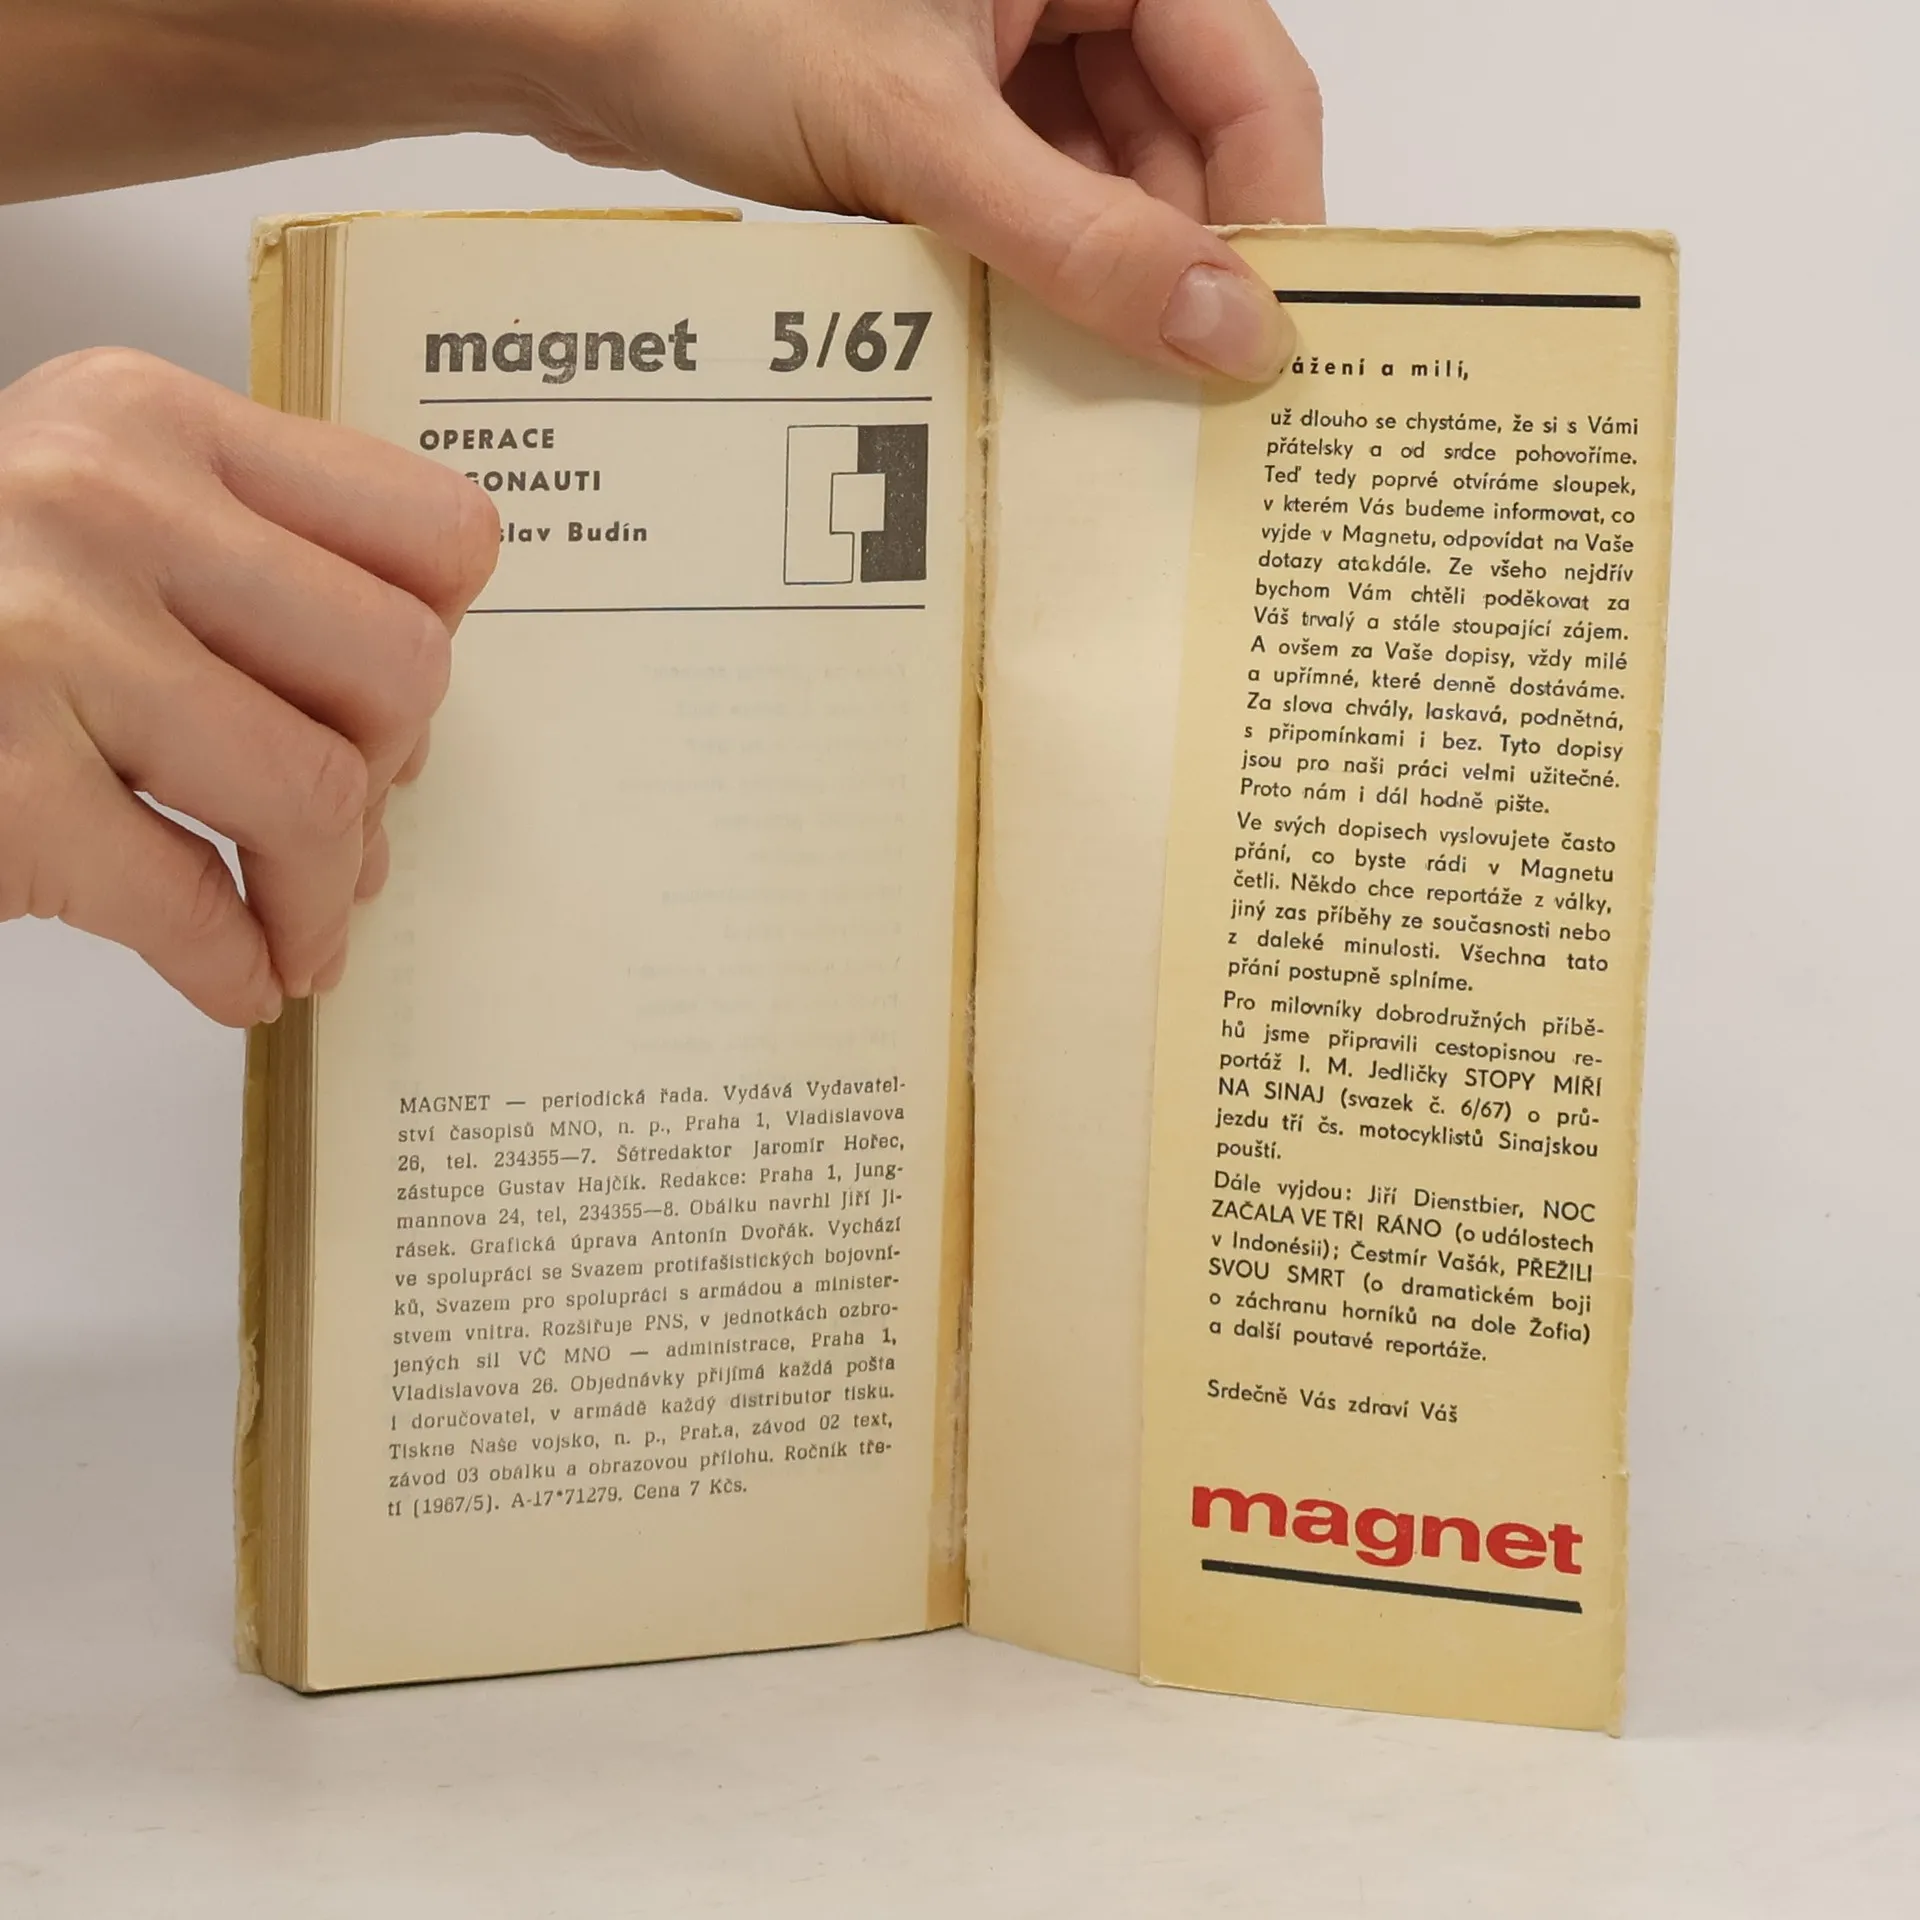 magnet 5/67
OPERACE
GONAUTI
slav Budín
MAGNET — periodická řada. Vydává Vydavatel-
ství časopisů MNO, n. p., Praha 1, Vladislavova
26, tel. 234355—7. Šéfredaktor Jaromír Hořec,
zástupce Gustav Hajčík. Redakce: Praha 1, Jung-
mannova 24, tel, 234355—8. Obálku navrhl Jiří Ji-
rásek. Grafická úprava Antonín Dvořák. Vychází
ve spolupráci se Svazem protifašistických bojovní-
ků, Svazem pro spolupráci s armádou a minister-
stvem vnitra. Rozšiřuje PNS, v jednotkách ozbro-
jených sil VČ MNO — administrace, Praha 1,
Vladislavova 26. Objednávky přijímá každá pošta
i doručovatel, v armádě každý distributor tisku.
Tiskne Naše vojsko, n. p., Praha, závod 02 text,
závod 03 obálku a obrazovou přílohu. Ročník tře-
tí (1967/5). A-17*71279. Cena 7 Kčs.
ážení a milí,
už dlouho se chystáme, že si s Vámi
přátelsky a od srdce pohovoříme.
Teď tedy poprvé otvíráme sloupek,
v kterém Vás budeme informovat, co
vyjde v Magnetu, odpovídat na Vaše
dotazy atakdále. Ze všeho nejdřív
bychom Vám chtěli poděkovat za
Váš trvalý a stále stoupající zájem.
A ovšem za Vaše dopisy, vždy milé
a upřímné, které denně dostáváme.
Za slova chvály, laskavá, podnětná,
s připomínkami i bez. Tyto dopisy
jsou pro naši práci velmi užitečné.
Proto nám i dál hodně pište.
Ve svých dopisech vyslovujete často
přání, co byste rádi v Magnetu
četli. Někdo chce reportáže z války,
jiný zas příběhy ze současnosti nebo
z daleké minulosti. Všechna tato
přání postupně splníme.
Pro milovníky dobrodružných příbě-
hů jsme připravili cestopisnou re-
portáž I. M. Jedličky STOPY MÍŘÍ
NA SINAJ (svazek č. 6/67) o prů-
jezdu tří čs. motocyklistů Sinajskou
pouští.
Dále vyjdou: Jiří Dienstbier, NOC
ZAČALA VE TŘI RÁNO (o událostech
v Indonésii); Čestmír Vašák, PŘEŽILI
SVOU SMRT (o dramatickém boji
o záchranu horníků na dole Žofia)
a další poutavé reportáže.
Srdečně Vás zdraví Váš
magnet